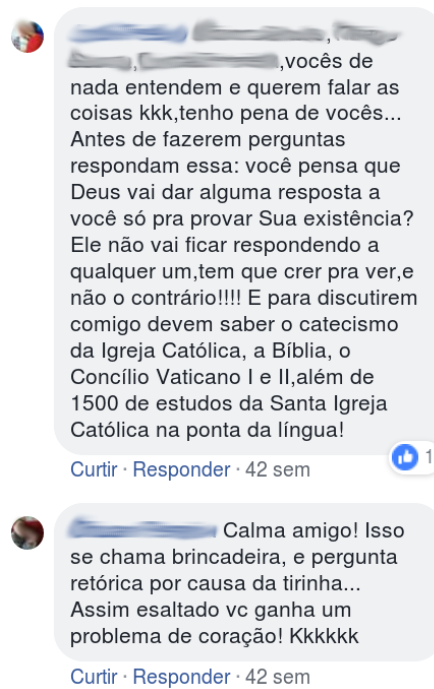 ,
, ,vocês de
nada entendem e querem falar as
coisas kkk,tenho pena de vocês...
Antes de fazerem perguntas
respondam essa: você pensa que
Deus vai dar alguma resposta a
você só pra provar Sua existência?
Ele não vai ficar respondendo a
qualquer um,tem que crer pra ver,e
não o contrário!!!! E para discutirem
comigo devem saber o catecismo
da Igreja Católica, a Bíblia, o
Concílio Vaticano I e II,além de
1500 de estudos da Santa Igreja
Católica na ponta da língua!
1
Curtir · Responder · 42 sem
Calma amigo! Isso
se chama brincadeira, e pergunta
retórica por causa da tirinha...
Assim esaltado vc ganha um
problema de coração! Kkkkkk
Curtir · Responder · 42 sem